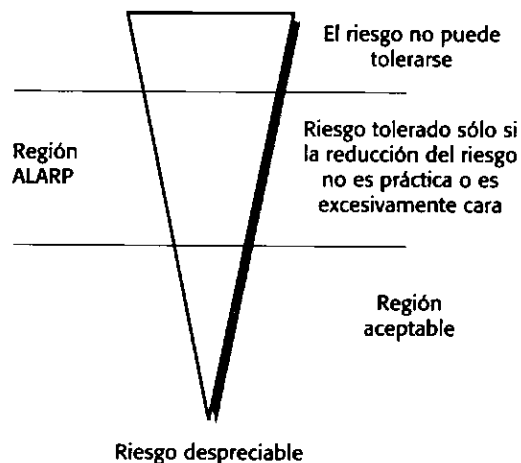 El riesgo no puede
tolerarse
Región
ALARP
Riesgo tolerado sólo si
la reducción del riesgo
no es práctica o es
excesivamente cara
Región
aceptable
Riesgo despreciable